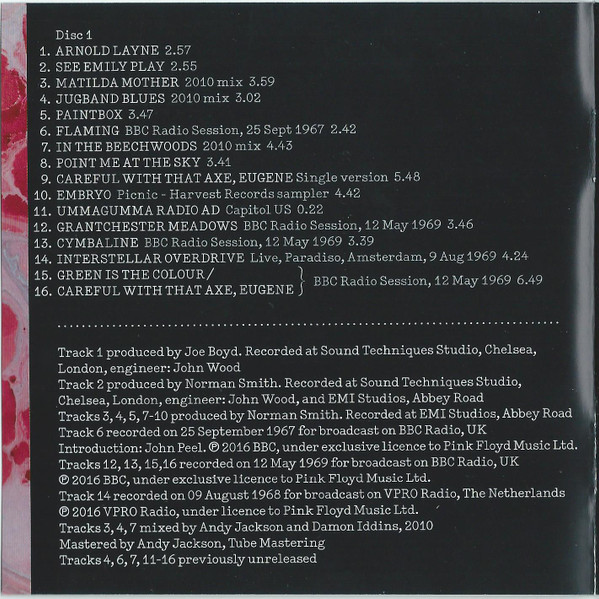 Disc 1
1. ARNOLD LAYNE 2.57
2. SEE EMILY PLAY 2.55
3. MATILDA MOTHER 2010 mix 3.59
4. JUGBAND BLUES 2010 mix 3.02
5. PAINTBOX 3.47
6. FLAMING BBC Radio Session, 25 Sept 1967 2.42
7. IN THE BEECHWOODS 2010 mix 4.43
8. POINT ME AT THE SKY 3.41
9. CAREFUL WITH THAT AXE, EUGENE Single version 5.48
10. EMBRYO Picnic - Harvest Records sampler 4.42
11. UMMAGUMMA RADIO AD Capitol US 0.22
12. GRANTCHESTER MEADOWS BBC Radio Session, 12 May 1969 3.46
13. CYMBALINE BBC Radio Session, 12 May 1969 3.39
14. INTERSTELLAR OVERDRIVE Live, Paradiso, Amsterdam, 9 Aug 1969 4.24
15. GREEN IS THE COLOUR/
16. CAREFUL WITH THAT AXE, EUGENE } BBC Radio Session, 12 May 1969 6.49
Track 1 produced by Joe Boyd. Recorded at Sound Techniques Studio, Chelsea,
London, engineer: John Wood
Track 2 produced by Norman Smith. Recorded at Sound Techniques Studio,
Chelsea, London, engineer: John Wood, and EMI Studios, Abbey Road
Tracks 3, 4, 5, 7-10 produced by Norman Smith. Recorded at EMI Studios, Abbey Road
Track 6 recorded on 25 September 1967 for broadcast on BBC Radio, UK
Introduction: John Peel. ℗ 2016 BBC, under exclusive licence to Pink Floyd Music Ltd.
Tracks 12, 13, 15,16 recorded on 12 May 1969 for broadcast on BBC Radio, UK
℗ 2016 BBC, under exclusive licence to Pink Floyd Music Ltd.
Track 14 recorded on 09 August 1968 for broadcast on VPRO Radio, The Netherlands
℗ 2016 VPRO Radio, under licence to Pink Floyd Music Ltd.
Tracks 3, 4, 7 mixed by Andy Jackson and Damon Iddins, 2010
Mastered by Andy Jackson, Tube Mastering
Tracks 4, 6, 7, 11-16 previously unreleased